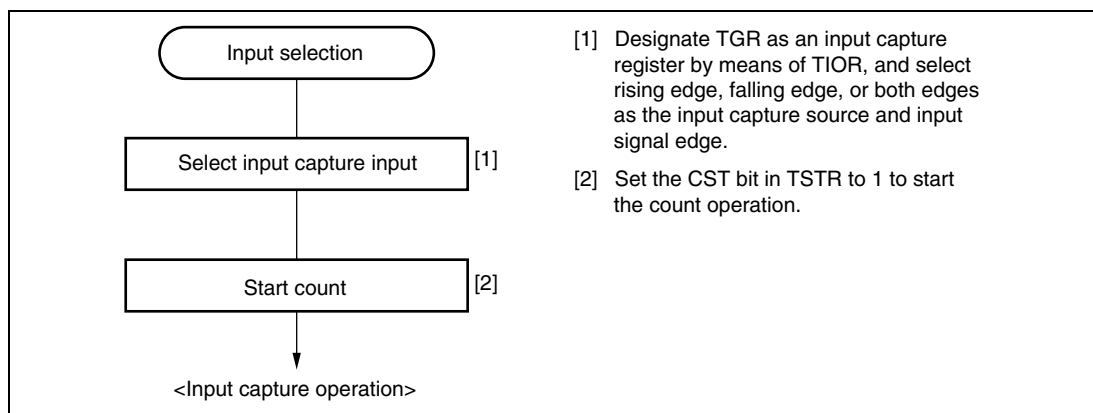 Input selection
Select input capture input
[1]
Start count
[2]
<Input capture operation>
[1] Designate TGR as an input capture
register by means of TIOR, and select
rising edge, falling edge, or both edges
as the input capture source and input
signal edge.
[2] Set the CST bit in TSTR to 1 to start
the count operation.